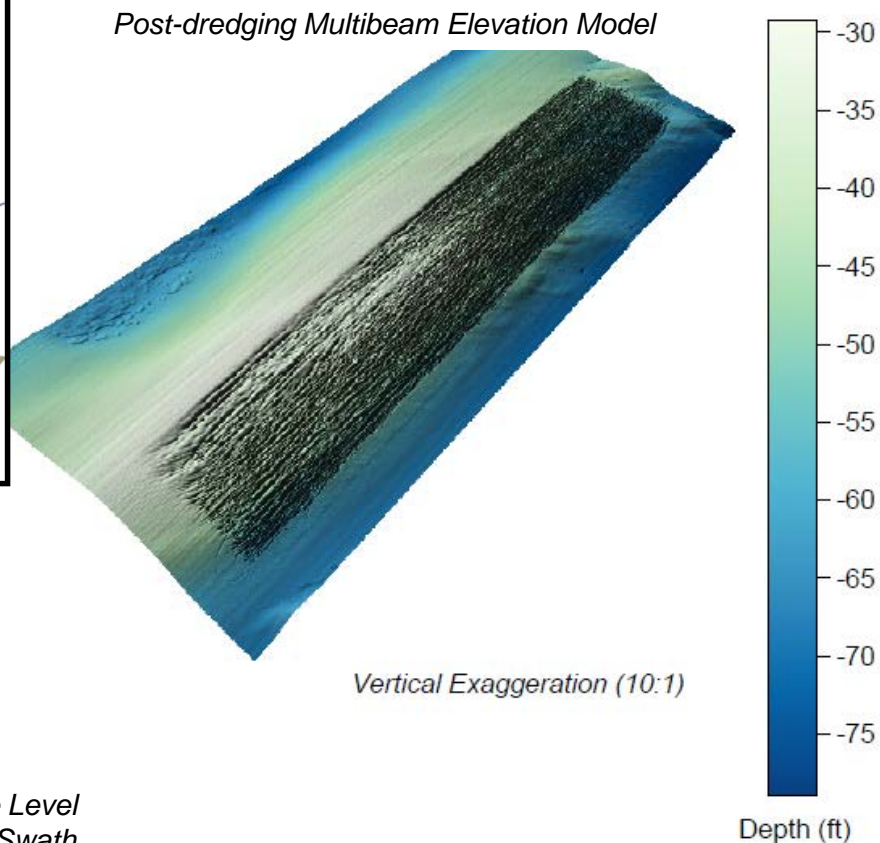 Post-dredging Multibeam Elevation Model
-30
-35
-40
-45
-50
-55
-60
-65
-70
-75
Vertical Exaggeration (10:1)
Level
Swath
Depth (ft)